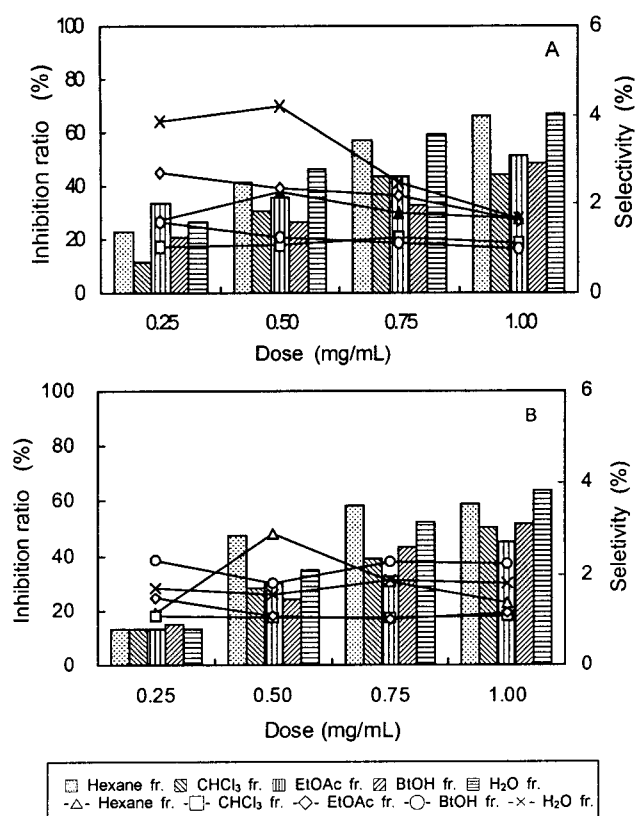 A
Inhibition ratio (%)
Selectivity (%)
100
80
60
40
20
0
6
4
2
0
0.25 0.50 0.75 1.00
Dose (mg/mL)
B
Inhibition ratio (%)
Seletivity (%)
100
80
60
40
20
0
6
4
2
0
0.25 0.50 0.75 1.00
Dose (mg/mL)
Hexane fr. CHCl₃ fr. EtOAc fr. BtOH fr. H₂O fr.
Hexane fr. CHCl₃ fr. EtOAc fr. BtOH fr. H₂O fr.